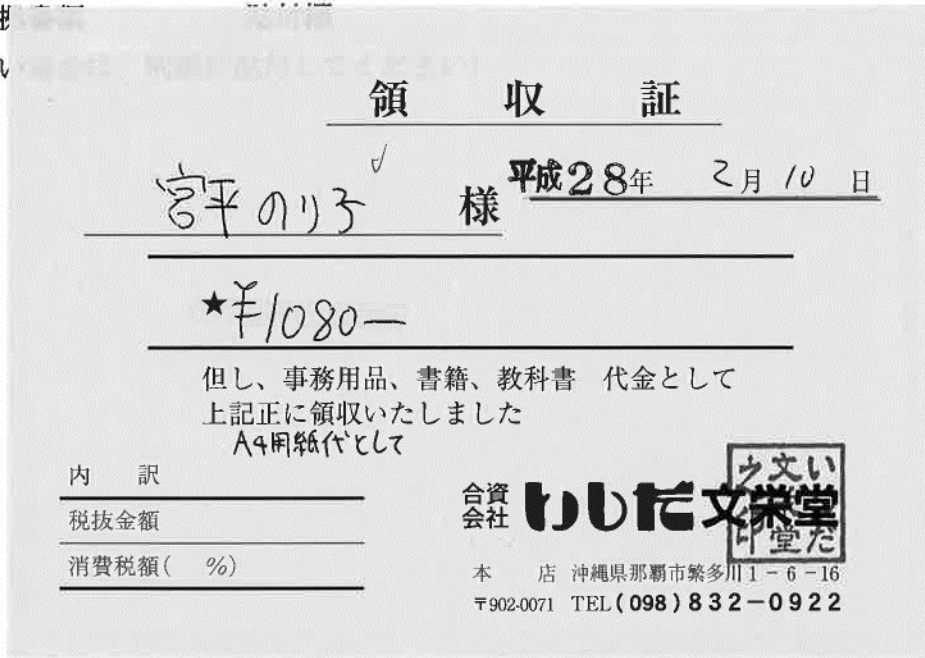 領 収 証
宮平のり子 様
平成28年 2月10日
★¥1080—
但し、事務用品、書籍、教科書 代金として
上記正に領収いたしました
A4用紙代として
内 訳
税抜金額
消費税額( %)
合資会社 いしだ文栄堂
本 店 沖縄県那覇市繁多川1-6-16
〒902-0071 TEL(098)832-0922